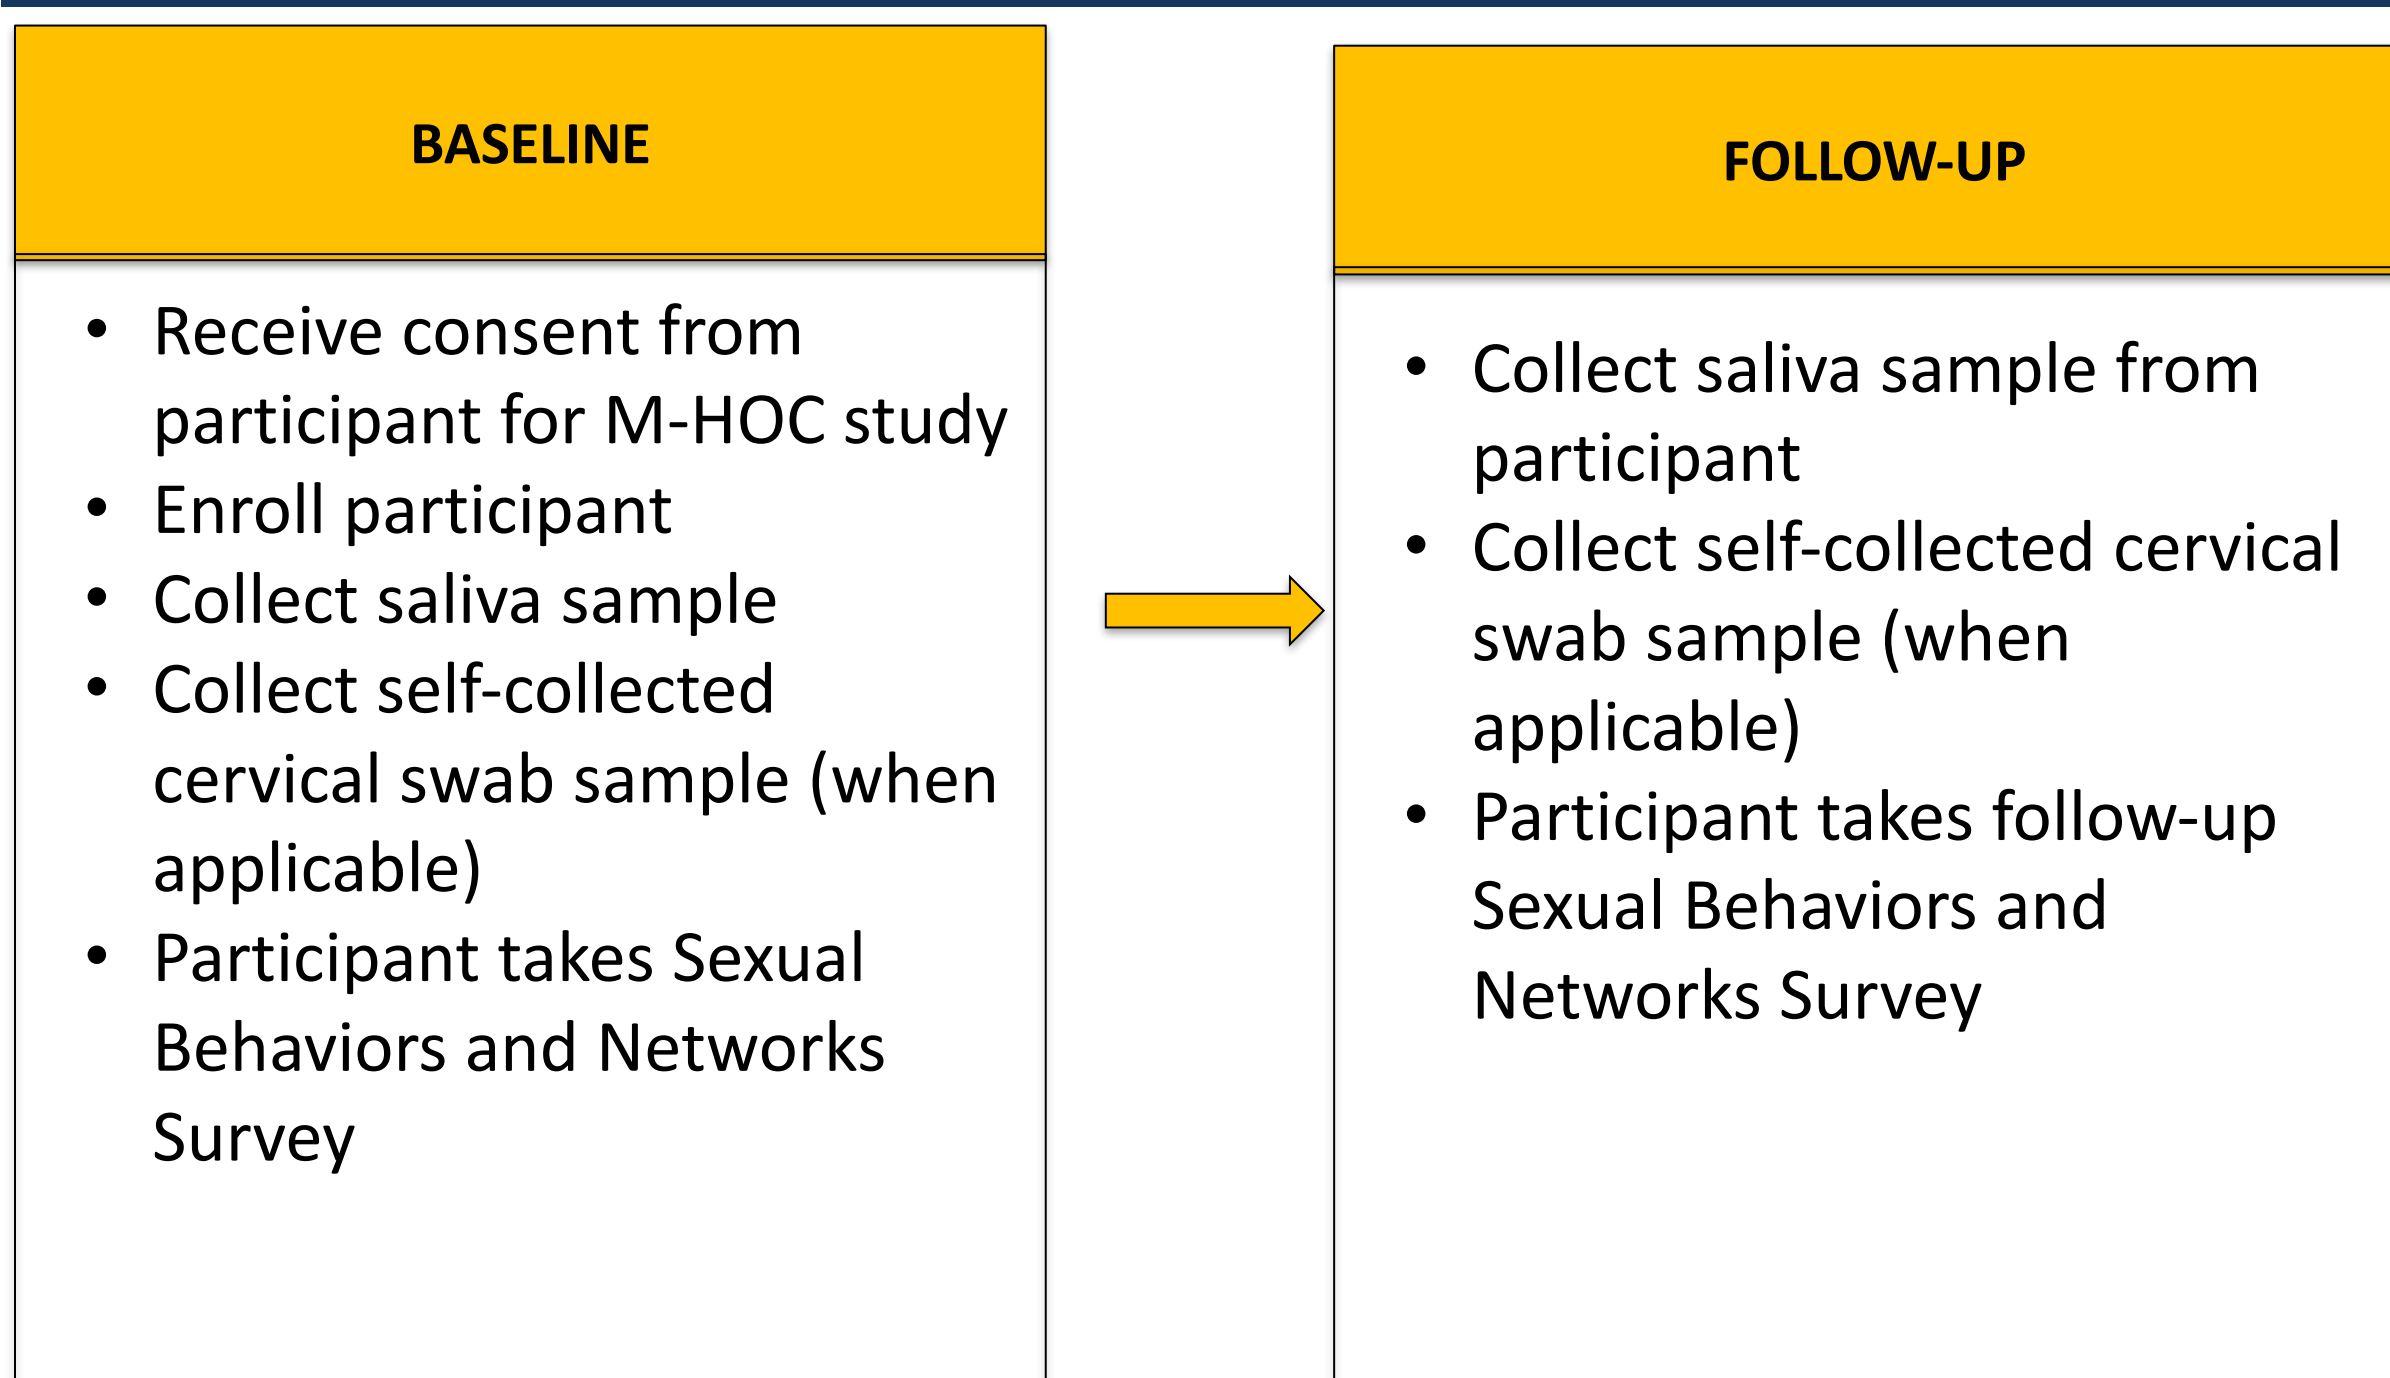 BASELINE
• Receive consent from
participant for M-HOC study
• Enroll participant
• Collect saliva sample
• Collect self-collected
cervical swab sample (when
applicable)
• Participant takes Sexual
Behaviors and Networks
Survey
FOLLOW-UP
• Collect saliva sample from
participant
• Collect self-collected cervical
swab sample (when
applicable)
• Participant takes follow-up
Sexual Behaviors and
Networks Survey